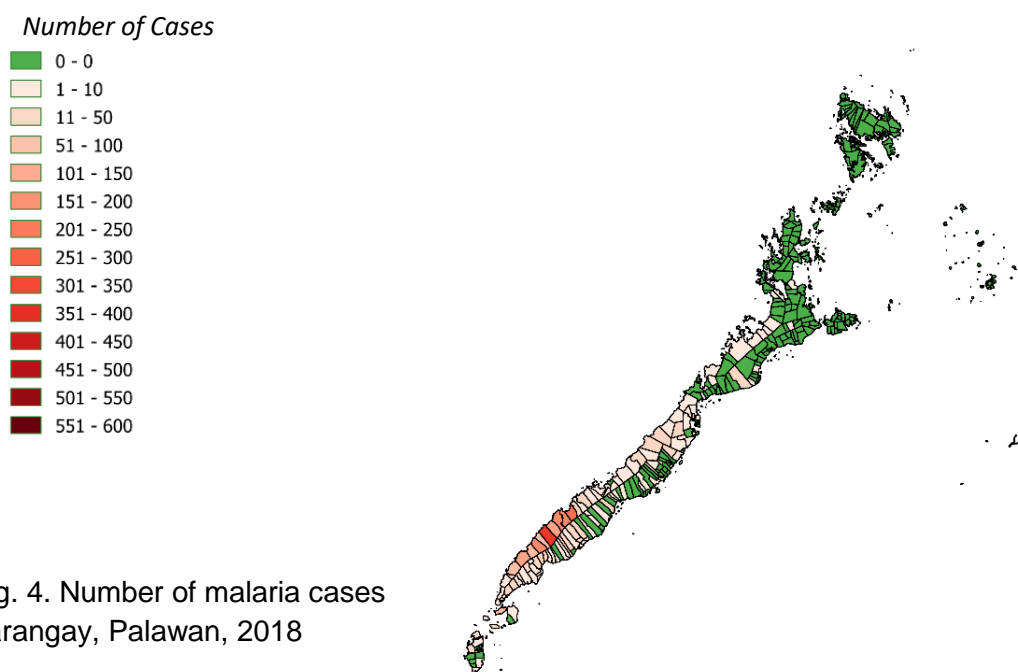 Number of Cases
0 - 0
1 - 10
11 - 50
51 - 100
101 - 150
151 - 200
201 - 250
251 - 300
301 - 350
351 - 400
401 - 450
451 - 500
501 - 550
551 - 600
g. 4. Number of malaria cases
arangay, Palawan, 2018